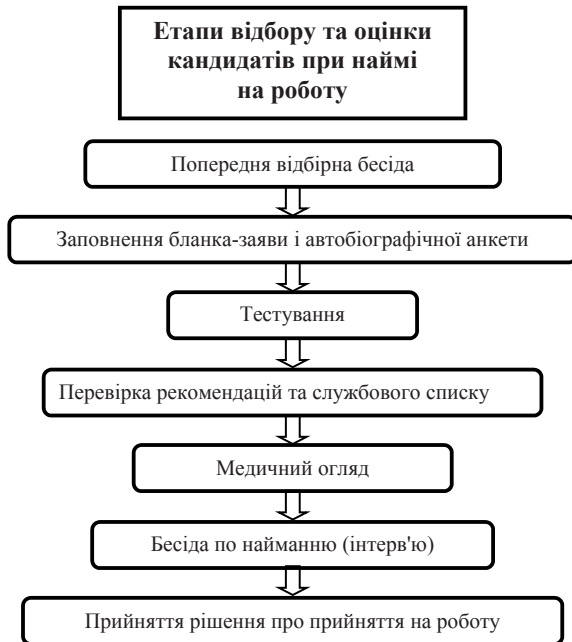 Етапи відбору та оцінки
кандидатів при наймі
на роботу
Попередня відбірна бесіда
Заповнення бланка-заяви і автобіографічної анкети
Тестування
Перевірка рекомендацій та службового списку
Медичний огляд
Бесіда по найманню (інтерв'ю)
Прийняття рішення про прийняття на роботу